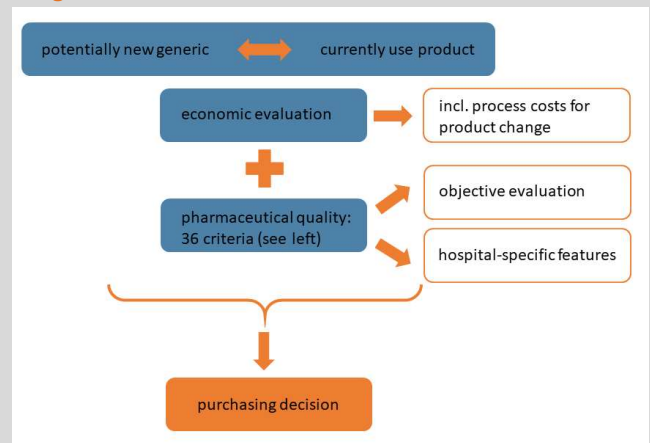 potentially new generic
currently use product
economic evaluation
incl. process costs for
product change
objective evaluation
pharmaceutical quality:
36 criteria (see left)
hospital-specific features
purchasing decision